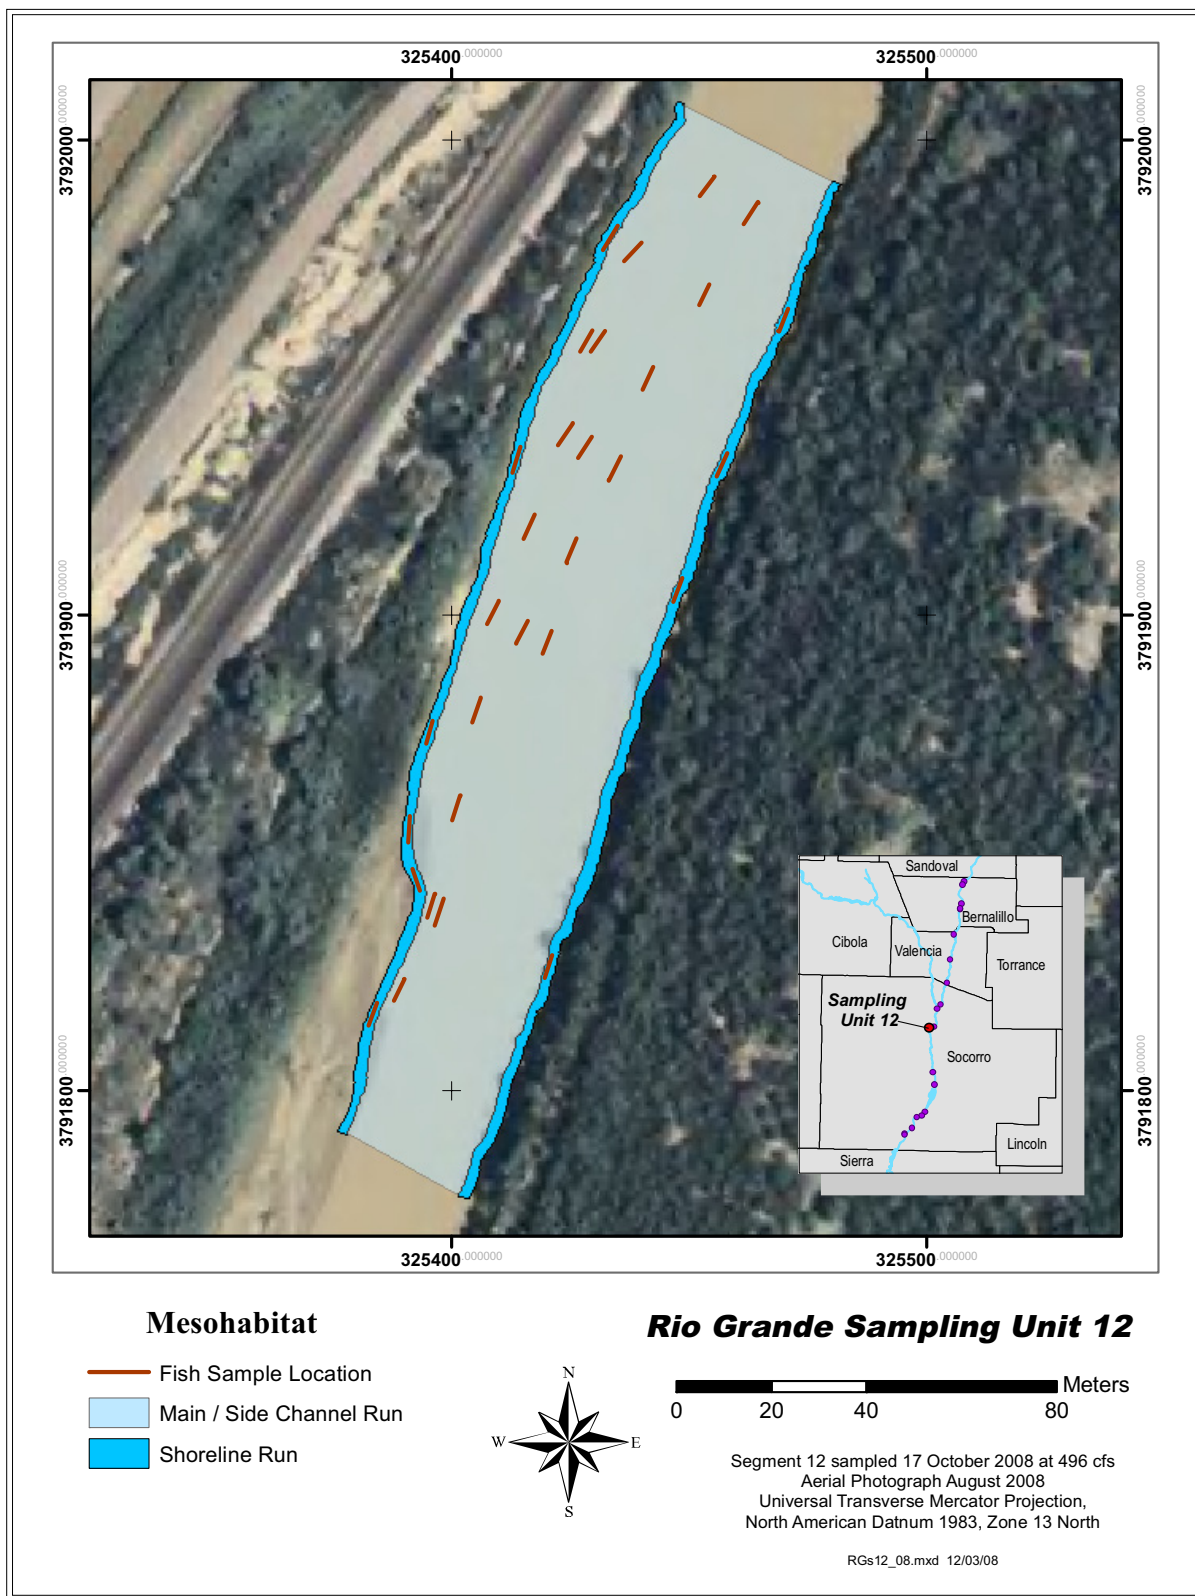 325400.000000 325500.000000
3792000.000000 3792000.000000
3791900.000000 3791900.000000
3791800.000000 3791800.000000
Sandoval
Bernalillo
Cibola
Valencia
Torrance
Sampling
Unit 12
Socorro
Lincoln
Sierra
325400.000000 325500.000000
Mesohabitat
Fish Sample Location
Main / Side Channel Run
Shoreline Run
N
W E
S
Rio Grande Sampling Unit 12
Meters
0 20 40 80
Segment 12 sampled 17 October 2008 at 496 cfs
Aerial Photograph August 2008
Universal Transverse Mercator Projection,
North American Datnum 1983, Zone 13 North
RGs12_08.mxd 12/03/08